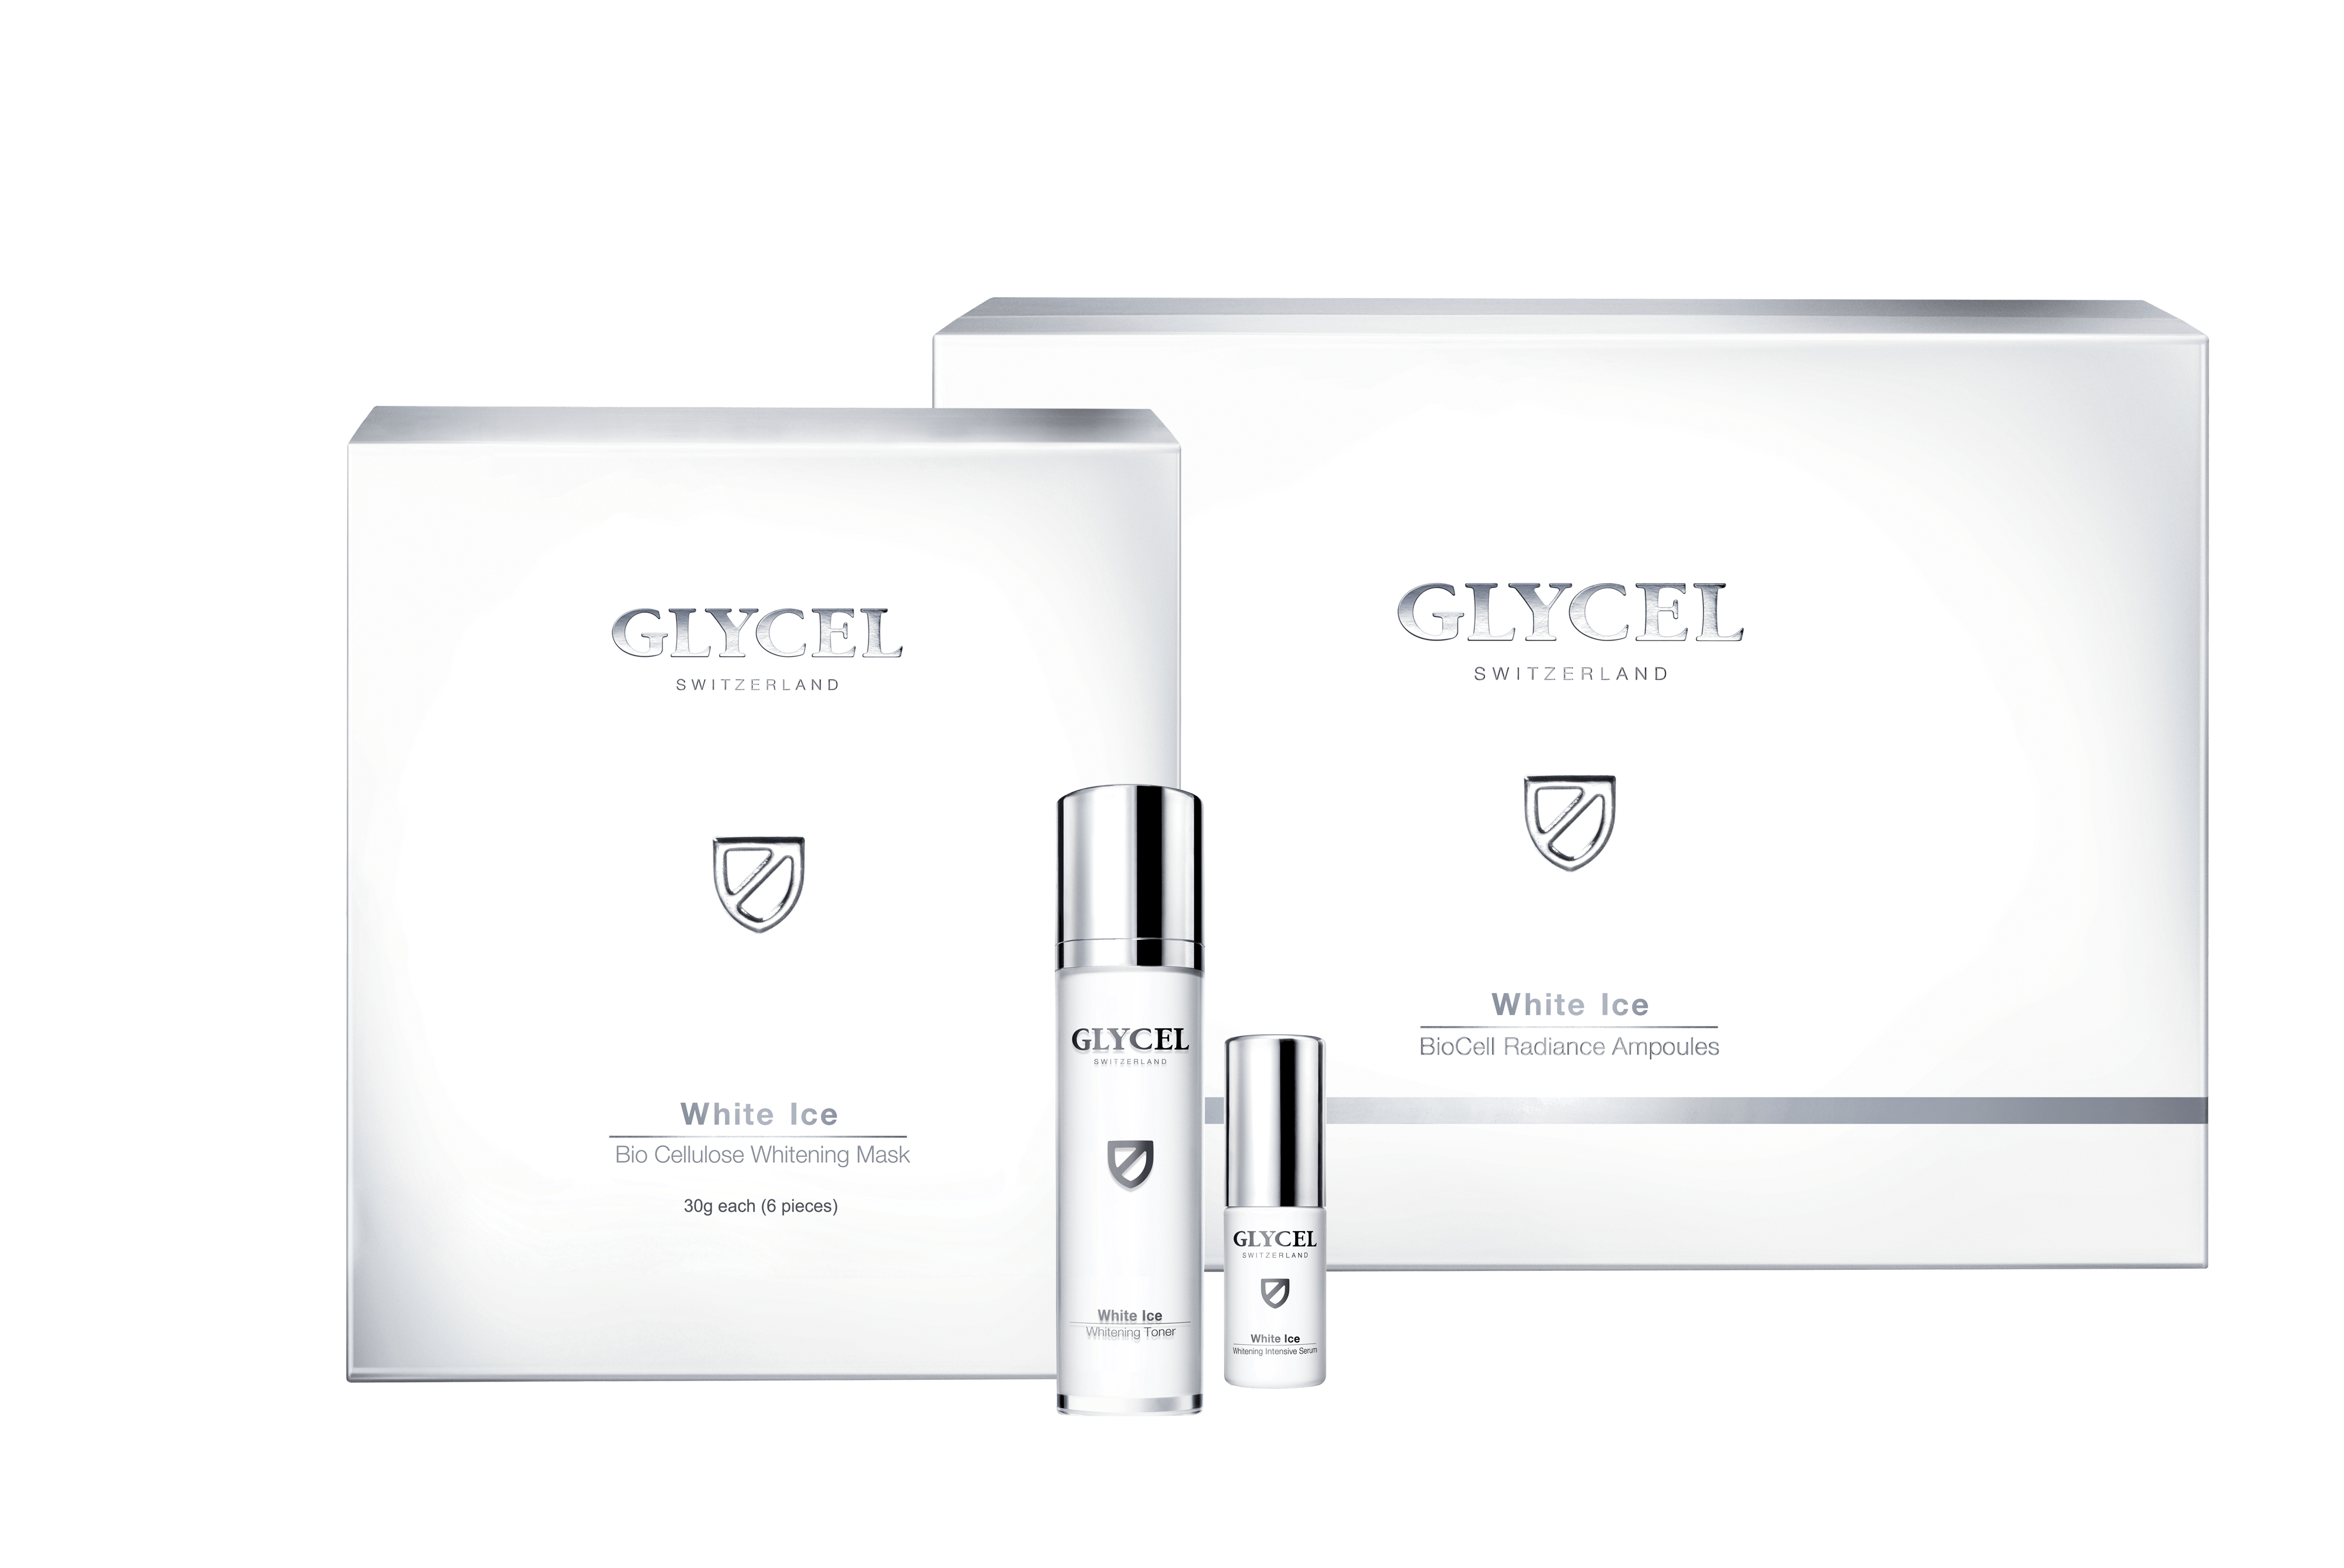 GLYCEL
SWITZERLAND
White Ice
Bio Cellulose Whitening Mask
30g each (6 pieces)
GLYCEL
SWITZERLAND
White Ice
BioCell Radiance Ampoules
GLYCEL
SWITZERLAND
White Ice
Whitening Toner
GLYCEL
SWITZERLAND
White Ice
Whitening Intensive Serum